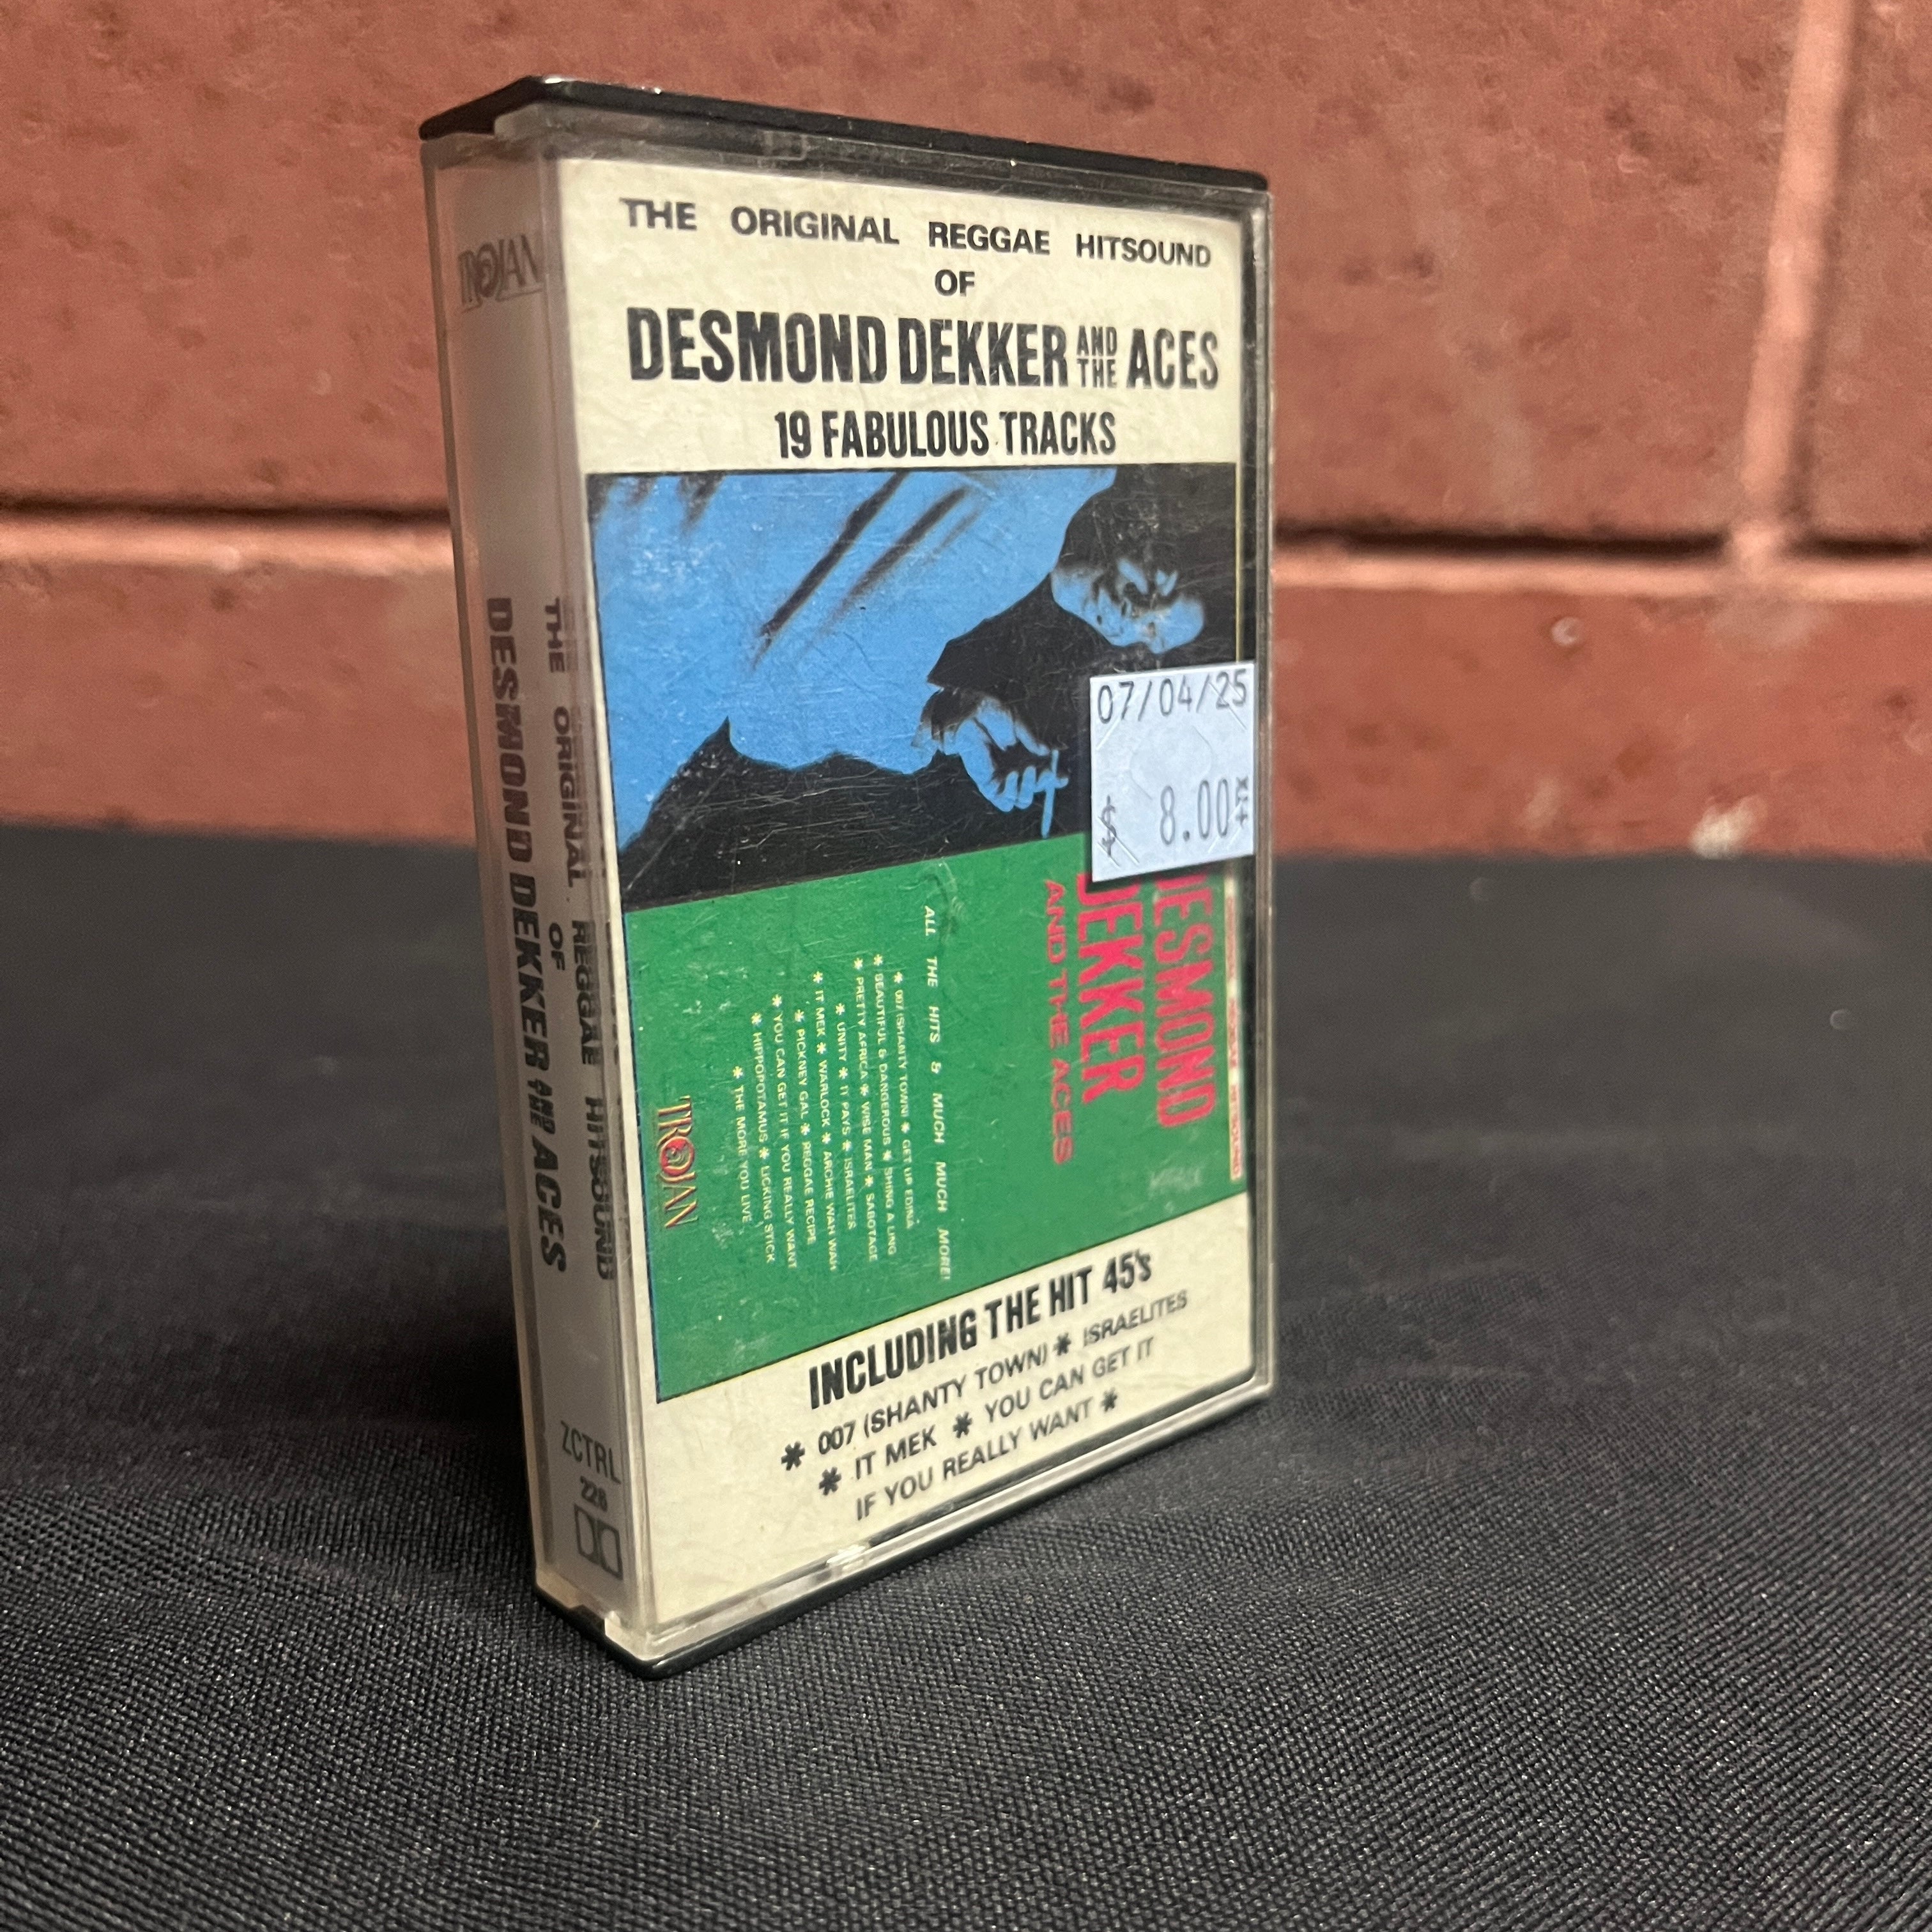 THE ORIGINAL REGGAE HITSOUND
OF
DESMOND DEKKER AND THE ACES
19 FABULOUS TRACKS
07/04/25
$ 8.00
DESMOND
DEKKER
AND THE ACES
ALL THE HITS & MUCH MUCH MORE!
* 007 (SHANTY TOWN) * GET UP EDINA
* BEAUTIFUL & DANGEROUS * SHING A LING
* PRETTY AFRICA * WISE MAN * SABOTAGE
* UNITY * IT PAYS * ISRAELITES
* IT MEK * WARLOCK * ARCHIE WAH WAH
* PICKNEY GAL * REGGAE RECIPE
* YOU CAN GET IT IF YOU REALLY WANT
* HIPPOPOTAMUS * LICKING STICK
* THE MORE YOU LIVE
TROJAN
INCLUDING THE HIT 45's
* 007 (SHANTY TOWN) * ISRAELITES
* IT MEK * YOU CAN GET IT
IF YOU REALLY WANT *
TROJAN
THE ORIGINAL REGGAE HITSOUND
OF
DESMOND DEKKER AND THE ACES
ZCTRL
226